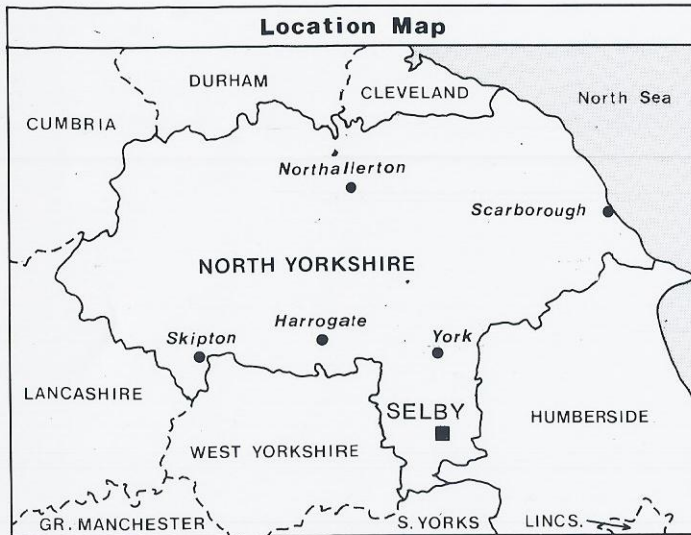 Location Map
DURHAM
CLEVELAND
North Sea
CUMBRIA
Northallerton
Scarborough
NORTH YORKSHIRE
Harrogate
Skipton
York
LANCASHIRE
SELBY
HUMBERSIDE
WEST YORKSHIRE
GR. MANCHESTER
S. YORKS
LINCS.